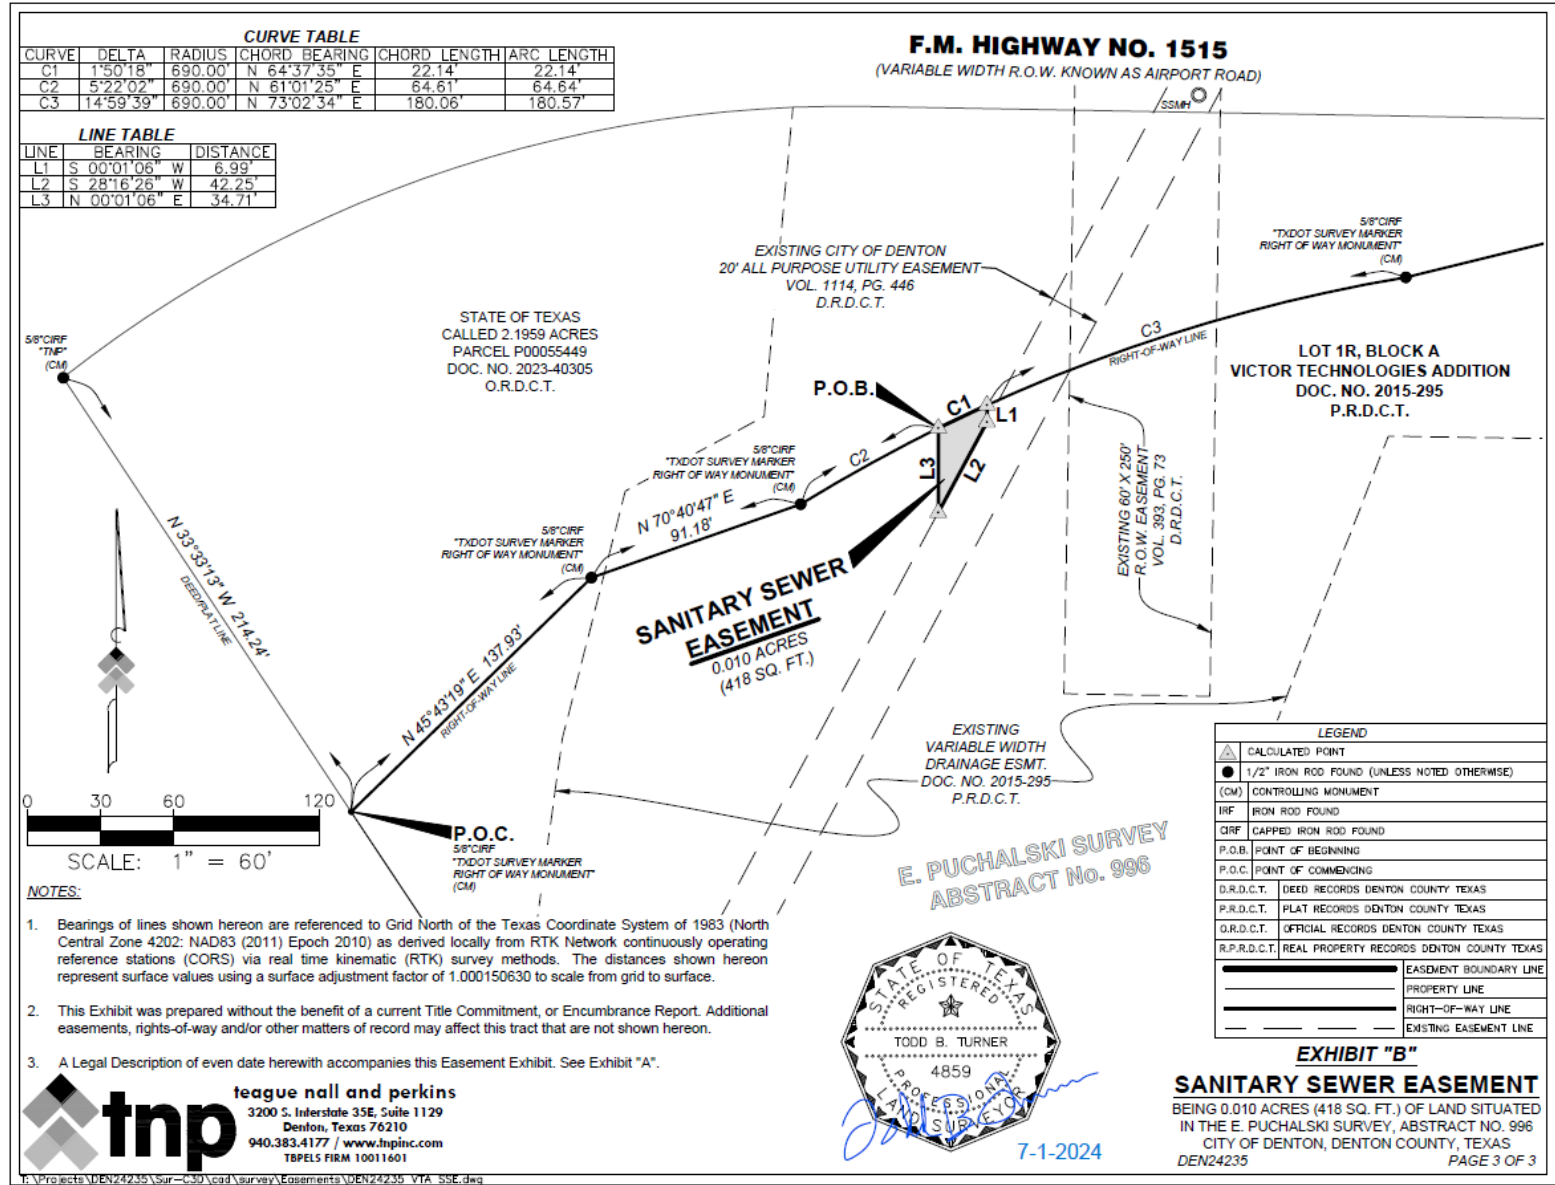 CURVE TABLE
CURVE DELTA RADIUS CHORD BEARING CHORD LENGTH ARC LENGTH
C1 1°50'18" 690.00' N 64°37'35" E 22.14' 22.14'
C2 5°22'02" 690.00' N 61°01'25" E 64.61' 64.64'
C3 14°59'39" 690.00' N 73°02'34" E 180.06' 180.57'
LINE TABLE
LINE BEARING DISTANCE
L1 S 00°01'06" W 6.99'
L2 S 28°16'26" W 42.25'
L3 N 00°01'06" E 34.71'
F.M. HIGHWAY NO. 1515
(VARIABLE WIDTH R.O.W. KNOWN AS AIRPORT ROAD)
SSMH
5/8"CIRF
"TXDOT SURVEY MARKER
RIGHT OF WAY MONUMENT"
(CM)
EXISTING CITY OF DENTON
20' ALL PURPOSE UTILITY EASEMENT
VOL. 1114, PG. 446
D.R.D.C.T.
STATE OF TEXAS
CALLED 2.1959 ACRES
PARCEL P00055449
DOC. NO. 2023-40305
O.R.D.C.T.
5/8"CIRF
"TNP"
(CM)
C3
RIGHT-OF-WAY LINE
LOT 1R, BLOCK A
VICTOR TECHNOLOGIES ADDITION
DOC. NO. 2015-295
P.R.D.C.T.
P.O.B.
C1
L1
C2
L3
L2
5/8"CIRF
"TXDOT SURVEY MARKER
RIGHT OF WAY MONUMENT"
(CM)
EXISTING 60' X 250'
R.O.W. EASEMENT
VOL. 393, PG. 73
D.R.D.C.T.
N 70°40'47" E
91.18'
5/8"CIRF
"TXDOT SURVEY MARKER
RIGHT OF WAY MONUMENT"
(CM)
N 33°33'13" W 214.24'
DEED/PLAT LINE
SANITARY SEWER
EASEMENT
0.010 ACRES
(418 SQ. FT.)
N 45°43'19" E 137.93'
RIGHT-OF-WAY LINE
EXISTING
VARIABLE WIDTH
DRAINAGE ESMT.
DOC. NO. 2015-295
P.R.D.C.T.
0 30 60 120
SCALE: 1" = 60'
P.O.C.
5/8"CIRF
"TXDOT SURVEY MARKER
RIGHT OF WAY MONUMENT"
(CM)
E. PUCHALSKI SURVEY
ABSTRACT No. 996
LEGEND
CALCULATED POINT
1/2" IRON ROD FOUND (UNLESS NOTED OTHERWISE)
(CM) CONTROLLING MONUMENT
IRF IRON ROD FOUND
CIRF CAPPED IRON ROD FOUND
P.O.B. POINT OF BEGINNING
P.O.C. POINT OF COMMENCING
D.R.D.C.T. DEED RECORDS DENTON COUNTY TEXAS
P.R.D.C.T. PLAT RECORDS DENTON COUNTY TEXAS
O.R.D.C.T. OFFICIAL RECORDS DENTON COUNTY TEXAS
R.P.R.D.C.T. REAL PROPERTY RECORDS DENTON COUNTY TEXAS
EASEMENT BOUNDARY LINE
PROPERTY LINE
RIGHT-OF-WAY LINE
EXISTING EASEMENT LINE
NOTES:
1. Bearings of lines shown hereon are referenced to Grid North of the Texas Coordinate System of 1983 (North
Central Zone 4202: NAD83 (2011) Epoch 2010) as derived locally from RTK Network continuously operating
reference stations (CORS) via real time kinematic (RTK) survey methods. The distances shown hereon
represent surface values using a surface adjustment factor of 1.000150630 to scale from grid to surface.
2. This Exhibit was prepared without the benefit of a current Title Commitment, or Encumbrance Report. Additional
easements, rights-of-way and/or other matters of record may affect this tract that are not shown hereon.
3. A Legal Description of even date herewith accompanies this Easement Exhibit. See Exhibit "A".
tnp
teague nall and perkins
3200 S. Interstate 35E, Suite 1129
Denton, Texas 76210
940.383.4177 / www.tnpinc.com
TBPELS FIRM 10011601
STATE OF TEXAS
REGISTERED
TODD B. TURNER
4859
PROFESSIONAL
LAND SURVEYOR
7-1-2024
EXHIBIT "B"
SANITARY SEWER EASEMENT
BEING 0.010 ACRES (418 SQ. FT.) OF LAND SITUATED
IN THE E. PUCHALSKI SURVEY, ABSTRACT NO. 996
CITY OF DENTON, DENTON COUNTY, TEXAS
DEN24235 PAGE 3 OF 3
T: \Projects\DEN24235\Sur-C3D\cad\survey\Easements\DEN24235 VTA SSE.dwg